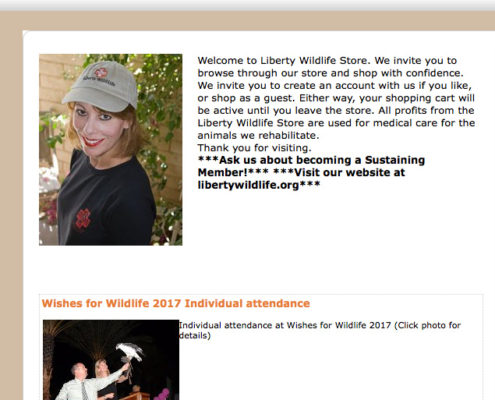 Welcome to Liberty Wildlife Store. We invite you to
browse through our store and shop with confidence.
We invite you to create an account with us if you like,
or shop as a guest. Either way, your shopping cart will
be active until you leave the store. All profits from the
Liberty Wildlife Store are used for medical care for the
animals we rehabilitate.
Thank you for visiting.
***Ask us about becoming a Sustaining
Member!*** ***Visit our website at
libertywildlife.org***
Wishes for Wildlife 2017 Individual attendance
Individual attendance at Wishes for Wildlife 2017 (Click photo for
details)